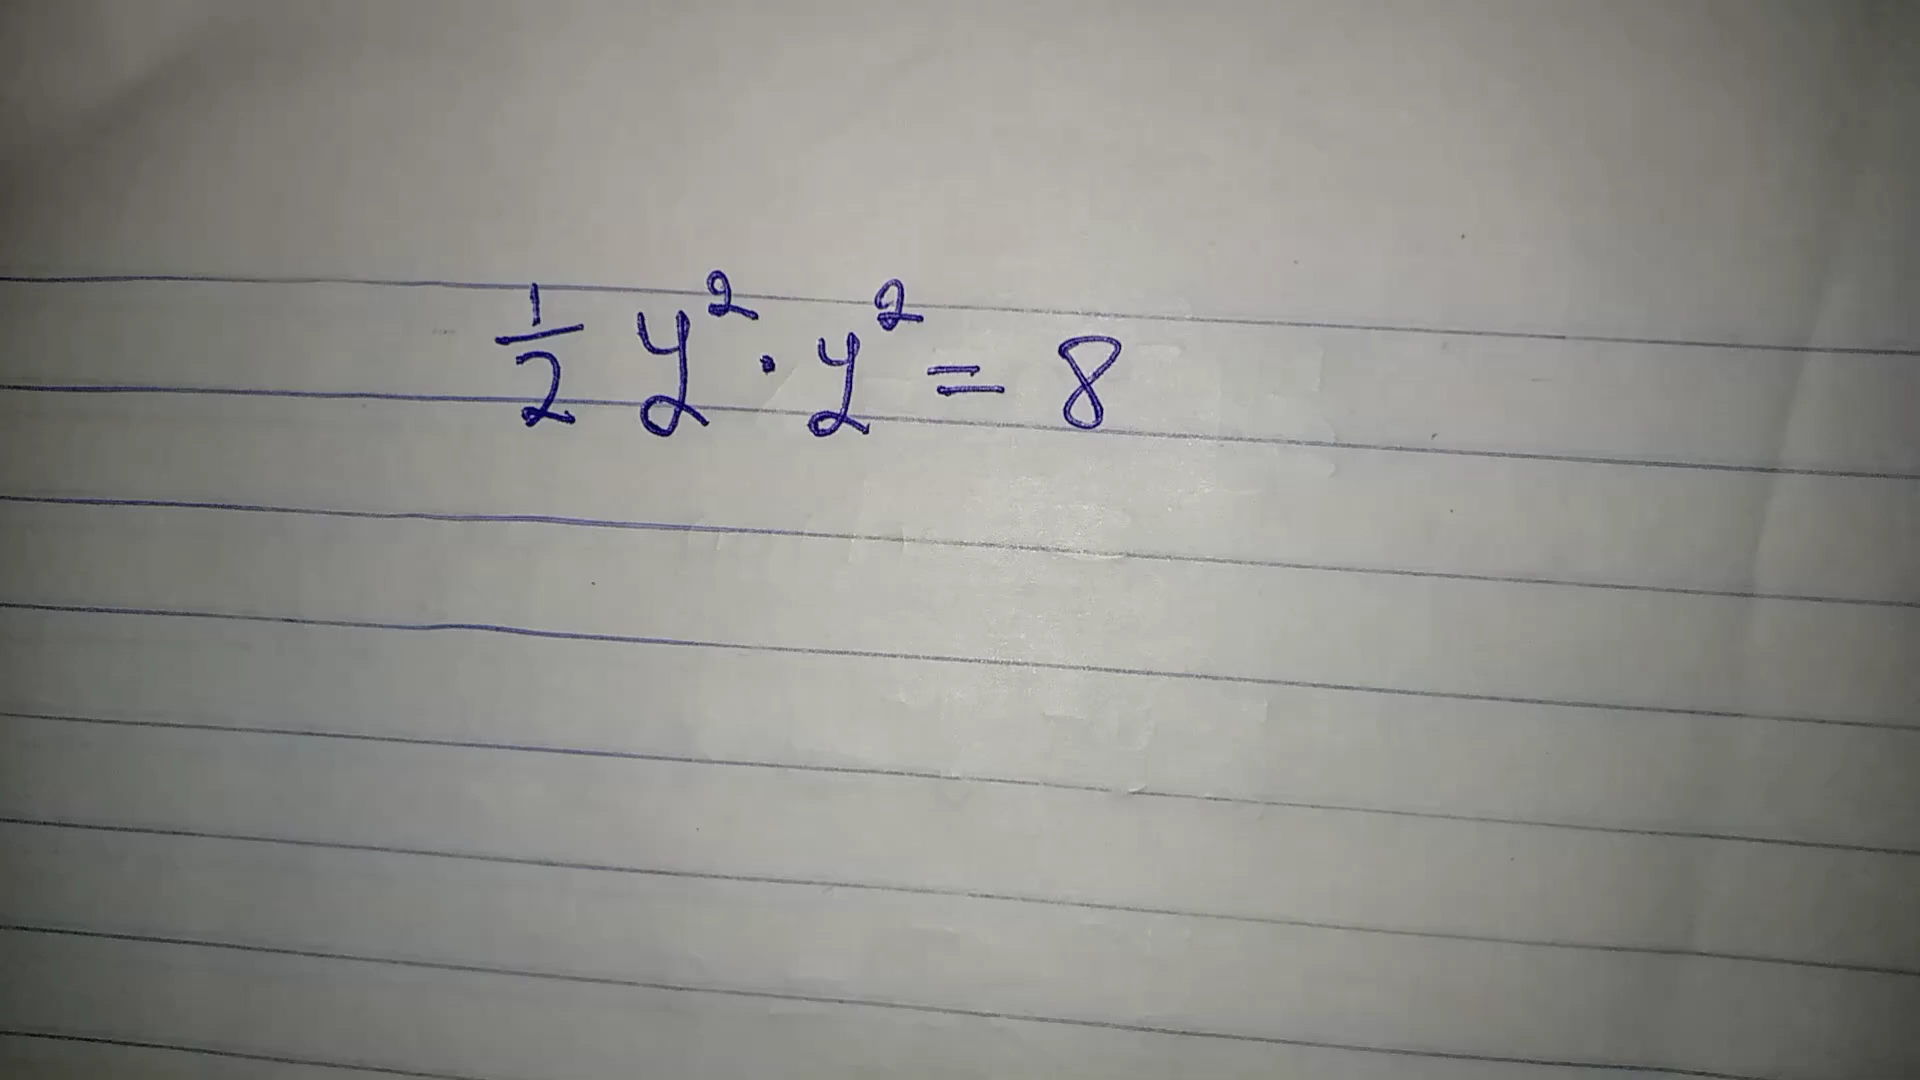 ½ y² · y² = 8